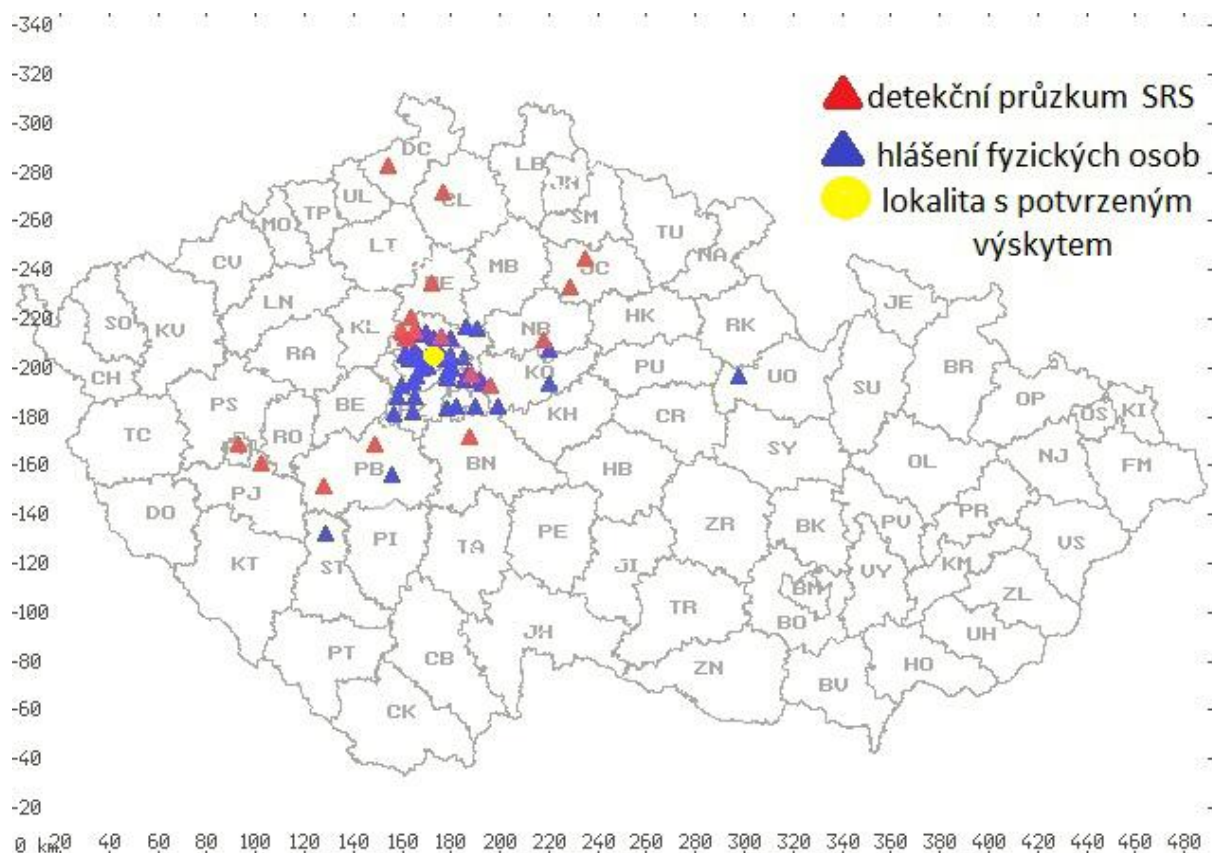 -340
-320
detekční průzkum SRS
-300
DC
hlášení fyzických osob
LB
-280
JN
UL
CL
lokalita s potvrzeným
TP
SM
-260
MO
TU
výskytem
LT
NA
CV
MB
-240
JC
LN
JE
-220
SO
KV
KL
NB
HK
RK
RA
BR
-200
KO
PU
UO
CH
SU
OP
PS
BE
KH
CR
OS
KI
-180
TC
RO
SY
PB
BN
HB
OL
NJ
FM
-160
PJ
DO
PR
-140
ZR
BK
PV
PI
TA
PE
VS
-120
KT
ST
JI
VY
KM
BM
ZL
-100
TR
BO
JH
UH
PT
CB
HO
-80
ZN
BV
-60
CK
-40
-20
0 km 20 40 60 80 100 120 140 160 180 200 220 240 260 280 300 320 340 360 380 400 420 440 460 480